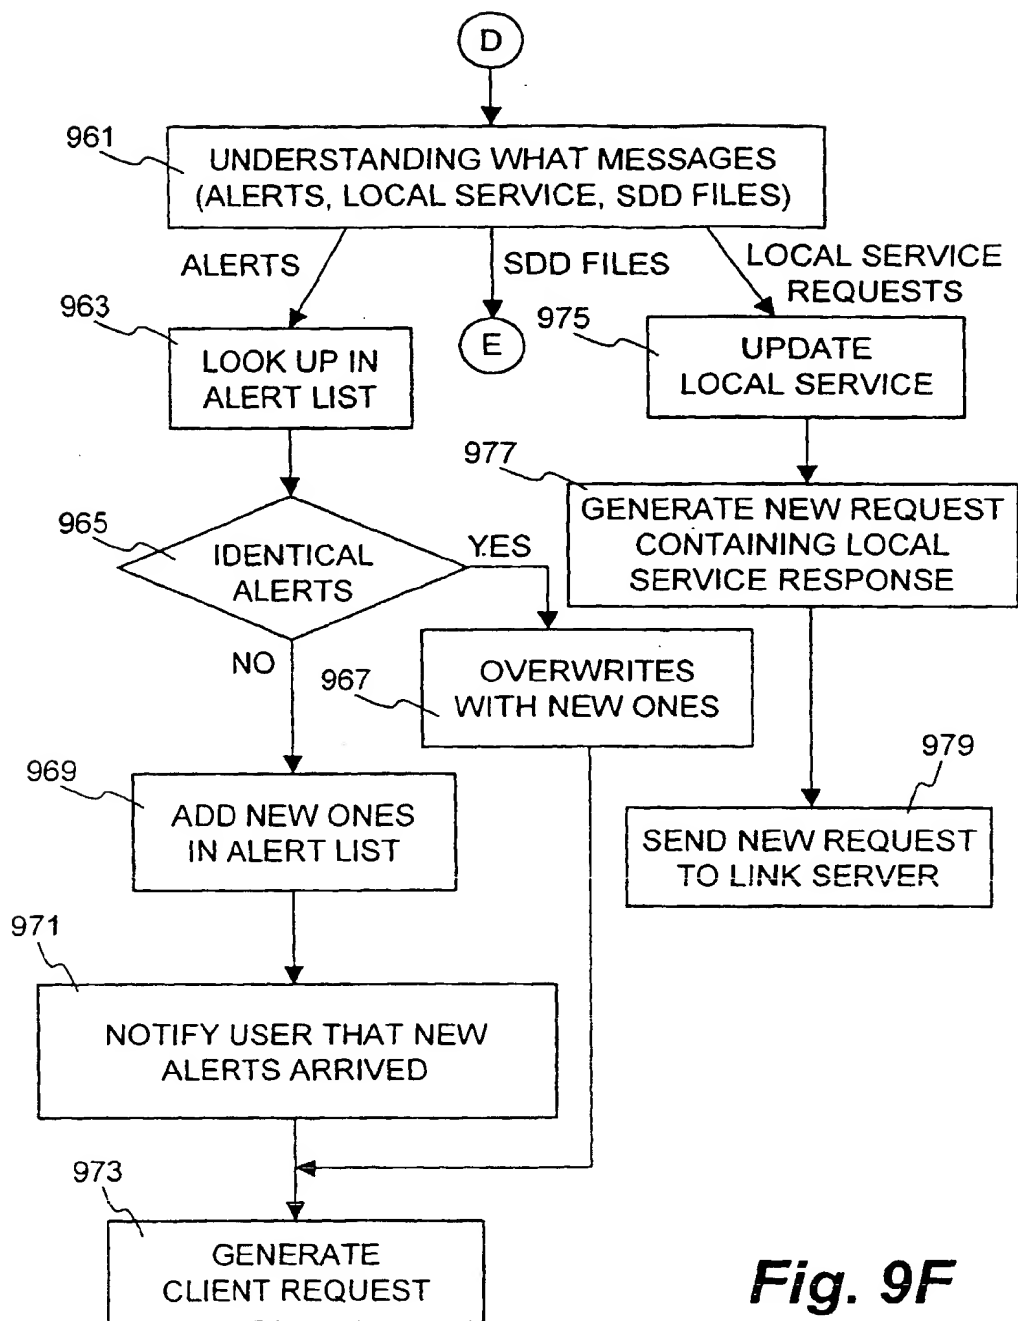 D
961
UNDERSTANDING WHAT MESSAGES
(ALERTS, LOCAL SERVICE, SDD FILES)
ALERTS
SDD FILES
LOCAL SERVICE
REQUESTS
963
LOOK UP IN
ALERT LIST
E
975
UPDATE
LOCAL SERVICE
965
IDENTICAL
ALERTS
YES
NO
977
GENERATE NEW REQUEST
CONTAINING LOCAL
SERVICE RESPONSE
967
OVERWRITES
WITH NEW ONES
969
ADD NEW ONES
IN ALERT LIST
979
SEND NEW REQUEST
TO LINK SERVER
971
NOTIFY USER THAT NEW
ALERTS ARRIVED
973
GENERATE
CLIENT REQUEST
Fig. 9F